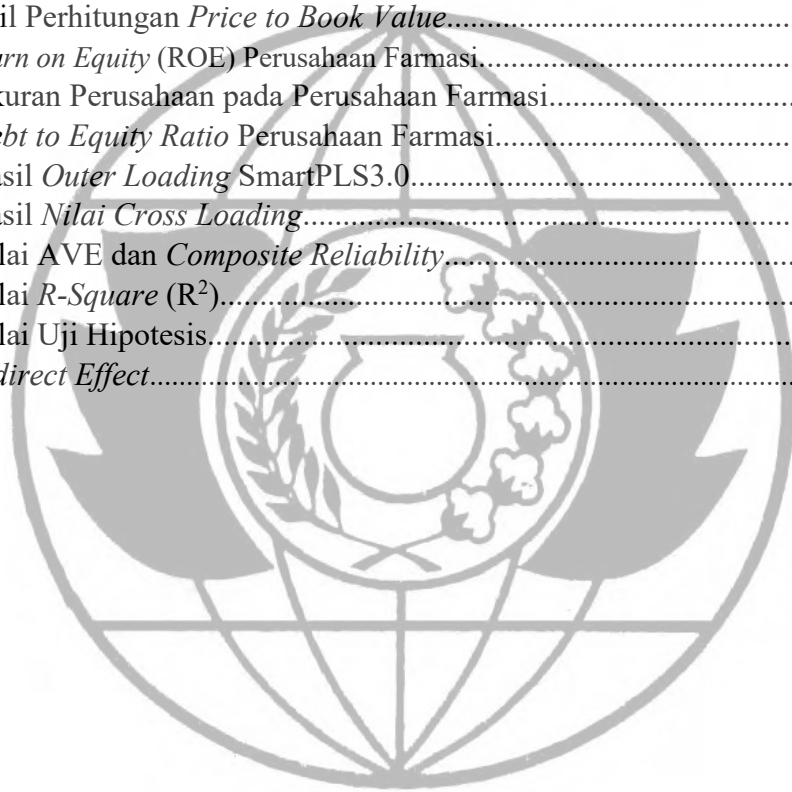 il Perhitungan Price to Book Value....................................................
urn on Equity (ROE) Perusahaan Farmasi...............................................
kuran Perusahaan pada Perusahaan Farmasi.....................................
ebt to Equity Ratio Perusahaan Farmasi.............................................
asil Outer Loading SmartPLS3.0..........................................................
asil Nilai Cross Loading.........................................................................
lai AVE dan Composite Reliability.....................................................
lai R-Square (R²)....................................................................................
lai Uji Hipotesis.....................................................................................
direct Effect............................................................................................